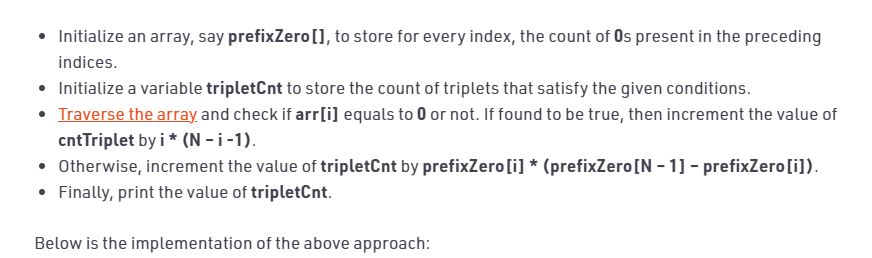 • Initialize an array, say prefixZero[], to store for every index, the count of 0s present in the preceding
indices.
• Initialize a variable tripletCnt to store the count of triplets that satisfy the given conditions.
• Traverse the array and check if arr[i] equals to 0 or not. If found to be true, then increment the value of
cntTriplet by i * (N – i -1).
• Otherwise, increment the value of tripletCnt by prefixZero[i] * (prefixZero[N – 1] – prefixZero[i]).
• Finally, print the value of tripletCnt.
Below is the implementation of the above approach: